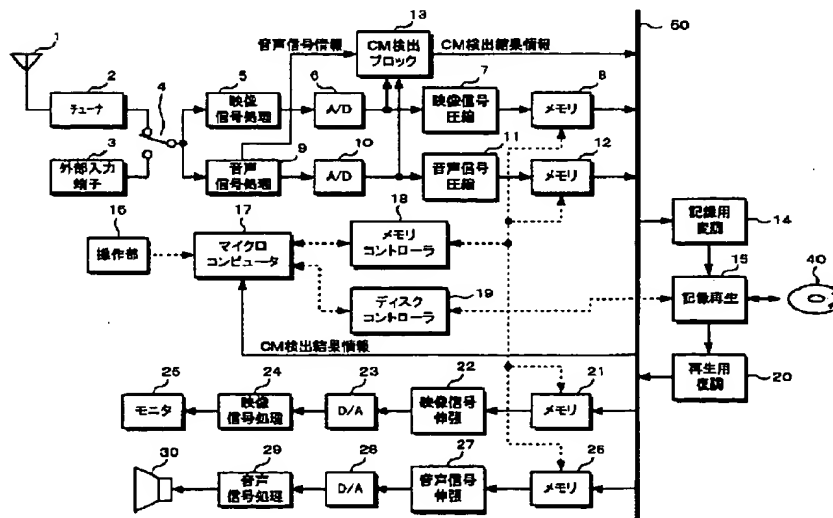 13
50
1
音声信号情報
CM検出
ブロック
CM検出結果情報
2
4
5
6
7
8
チューナ
映像
信号処理
A/D
映像信号
圧縮
メモリ
3
9
10
11
12
外部入力
端子
音声
信号処理
A/D
音声信号
圧縮
メモリ
16
17
18
記録用
変調
14
操作部
マイクロ
コンピュータ
メモリ
コントローラ
15
40
記録再生
19
ディスク
コントローラ
CM検出結果情報
再生用
復調
20
25
24
23
22
21
モニタ
映像
信号処理
D/A
映像信号
伸張
メモリ
30
29
28
27
26
音声
信号処理
D/A
音声信号
伸張
メモリ